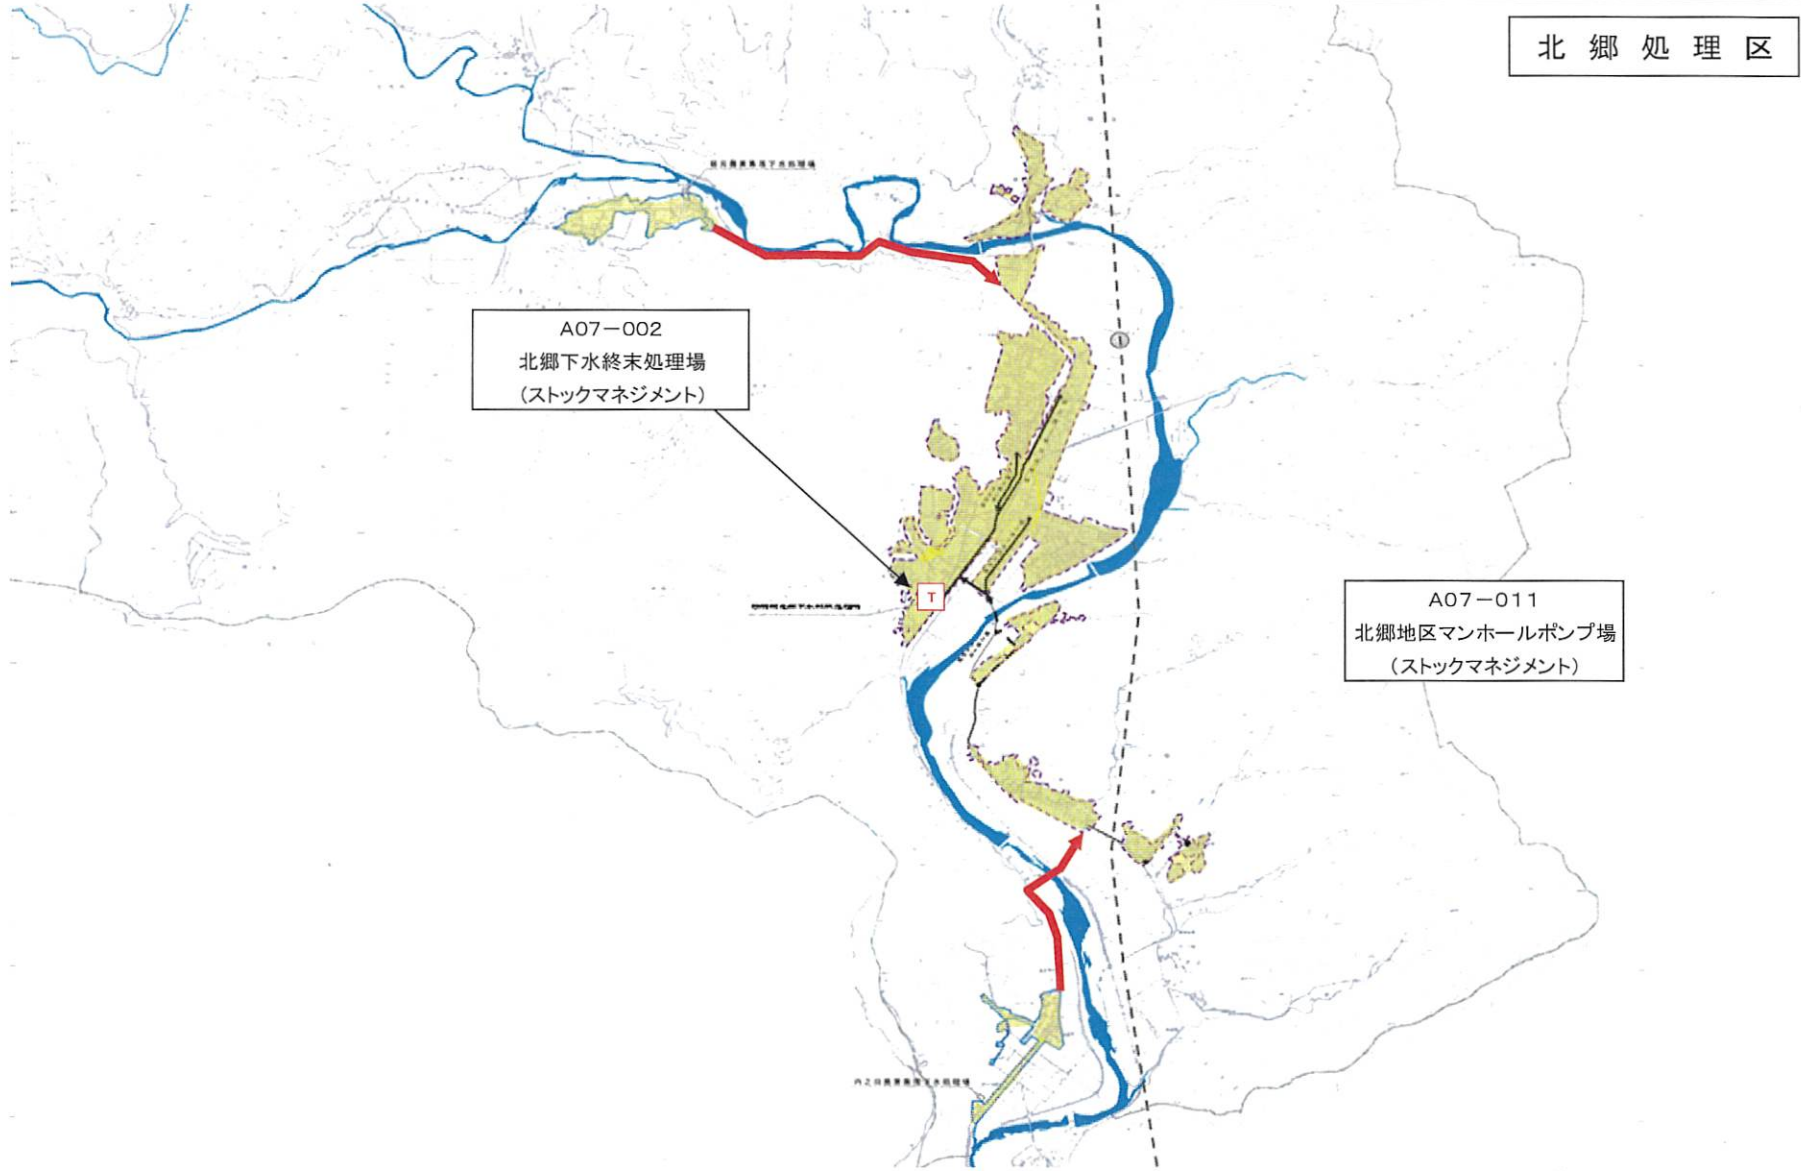 北郷処理区
A07-002
北郷下水終末処理場
(ストックマネジメント)
T
A07-011
北郷地区マンホールポンプ場
(ストックマネジメント)